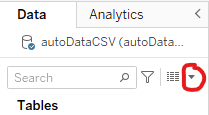 Data Analytics
autoDataCSV (autoData...
Search
Tables